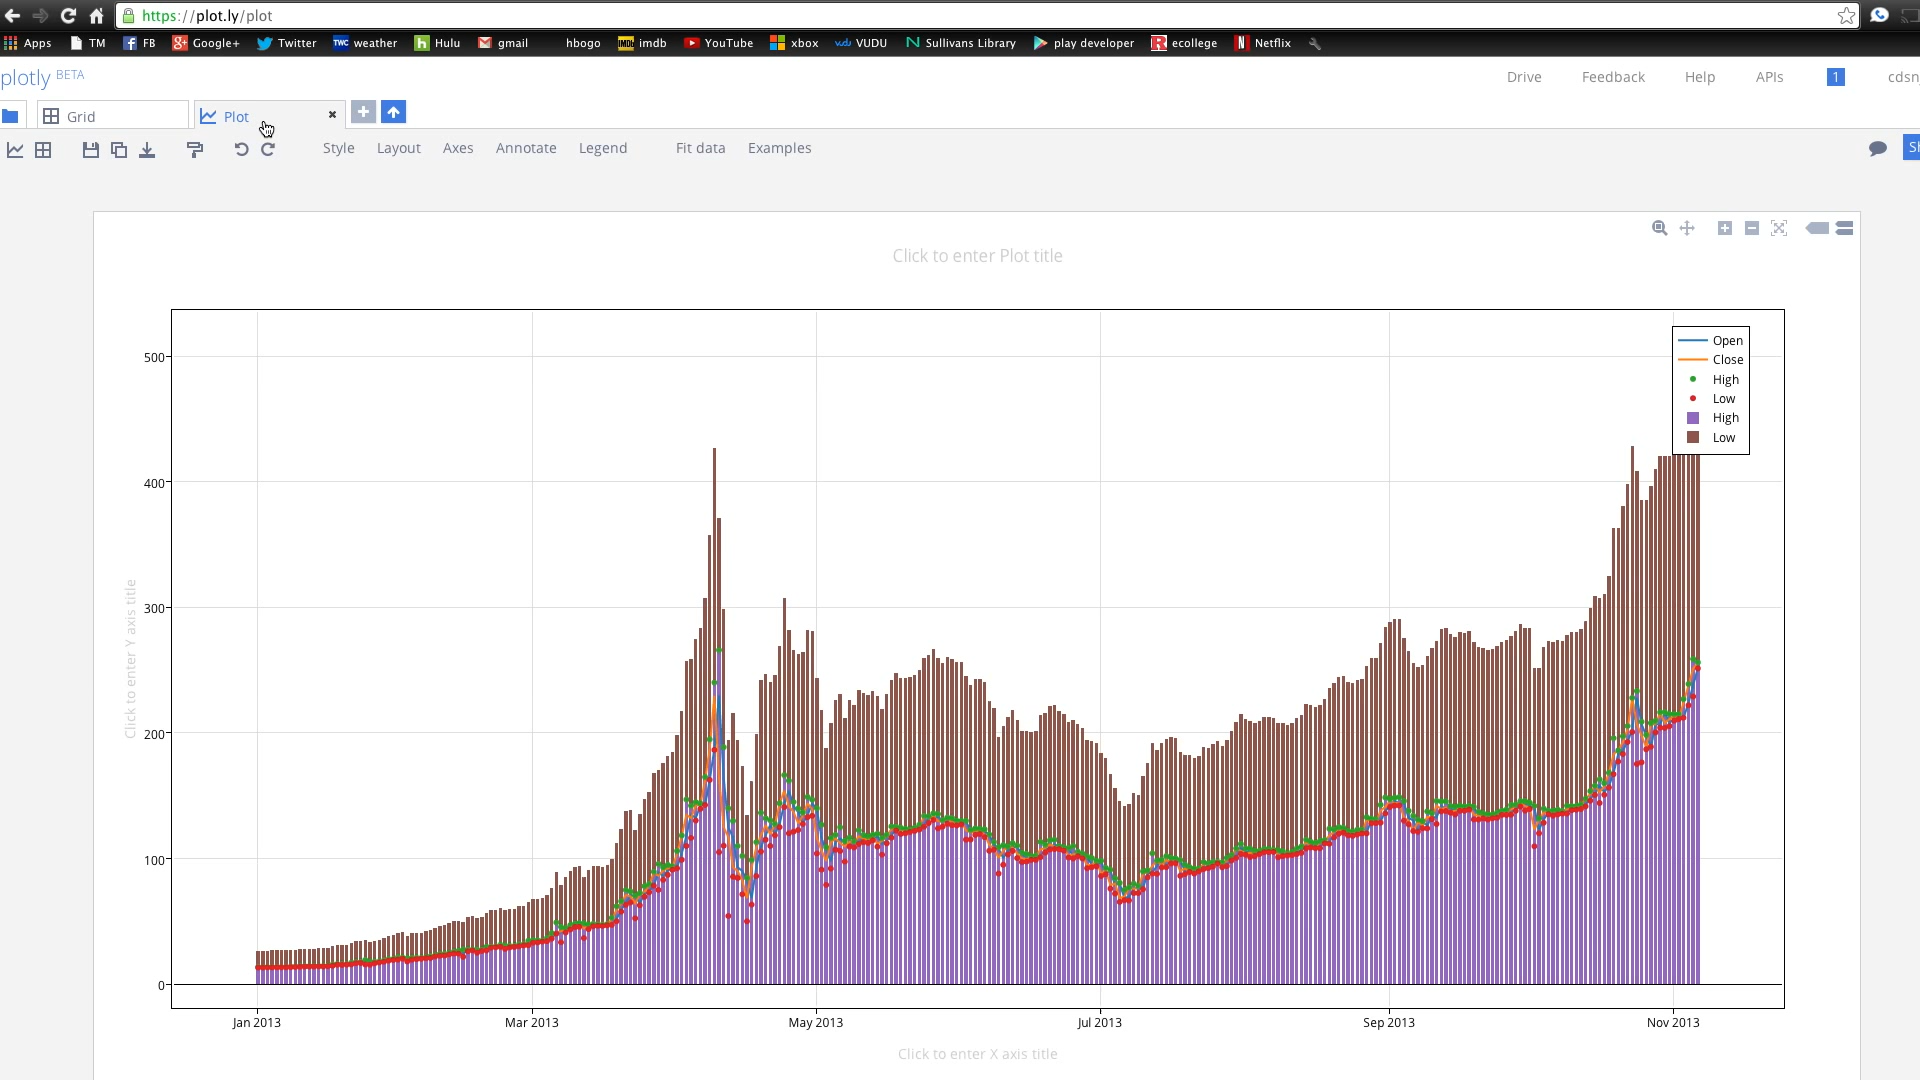 https://plot.ly/plot
Apps TM FB Google+ Twitter TWC weather Hulu gmail hbogo IMDb imdb YouTube xbox vudu VUDU N Sullivans Library play developer R ecollege N Netflix
plotly BETA
Drive Feedback Help APIs 1 cdsn
Grid
Plot
Style Layout Axes Annotate Legend Fit data Examples
Sh
Click to enter Plot title
Open
Close
High
Low
High
Low
500
400
300
200
100
0
Click to enter Y axis title
Jan 2013 Mar 2013 May 2013 Jul 2013 Sep 2013 Nov 2013
Click to enter X axis title